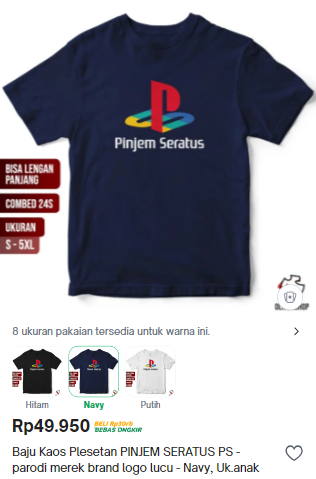 Pinjem Seratus
BISA LENGAN
PANJANG
COMBED 24S
UKURAN
S - 5XL
8 ukuran pakaian tersedia untuk warna ini.
Hitam
Navy
Putih
Rp49.950
BELI Rp30rb
BEBAS ONGKIR
Baju Kaos Plesetan PINJEM SERATUS PS -
parodi merek brand logo lucu - Navy, Uk.anak